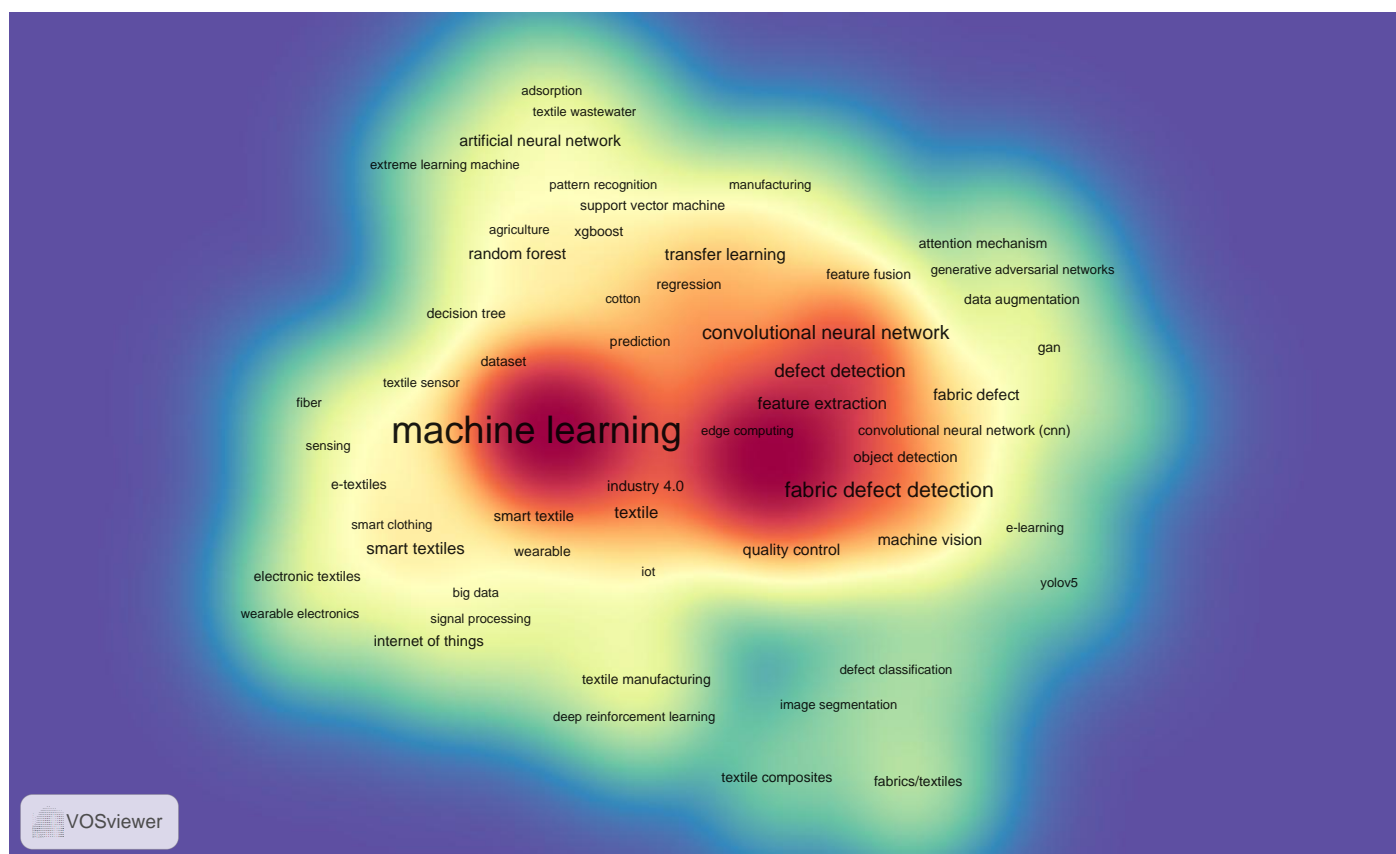 adsorption
textile wastewater
artificial neural network
extreme learning machine
pattern recognition
manufacturing
support vector machine
agriculture
xgboost
random forest
transfer learning
attention mechanism
generative adversarial networks
feature fusion
regression
cotton
data augmentation
decision tree
convolutional neural network
prediction
gan
dataset
defect detection
textile sensor
fabric defect
fiber
feature extraction
machine learning
edge computing
convolutional neural network (cnn)
sensing
object detection
e-textiles
industry 4.0
fabric defect detection
smart textile
textile
smart clothing
e-learning
smart textiles
wearable
quality control
machine vision
iot
electronic textiles
yolov5
big data
wearable electronics
signal processing
internet of things
defect classification
textile manufacturing
image segmentation
deep reinforcement learning
textile composites
fabrics/textiles
VOSviewer